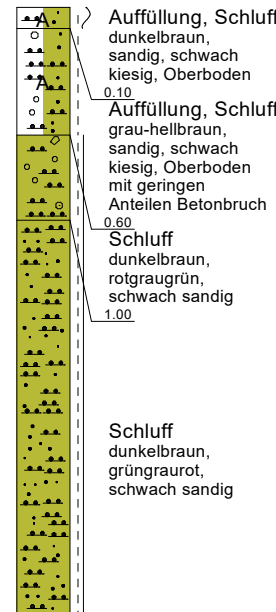 A
Auffüllung, Schluff
dunkelbraun,
sandig, schwach
kiesig, Oberboden
0.10
A
Auffüllung, Schluff
grau-hellbraun,
sandig, schwach
kiesig, Oberboden
mit geringen
Anteilen Betonbruch
0.60
Schluff
dunkelbraun,
rotgraugrün,
schwach sandig
1.00
Schluff
dunkelbraun,
grüngraurot,
schwach sandig